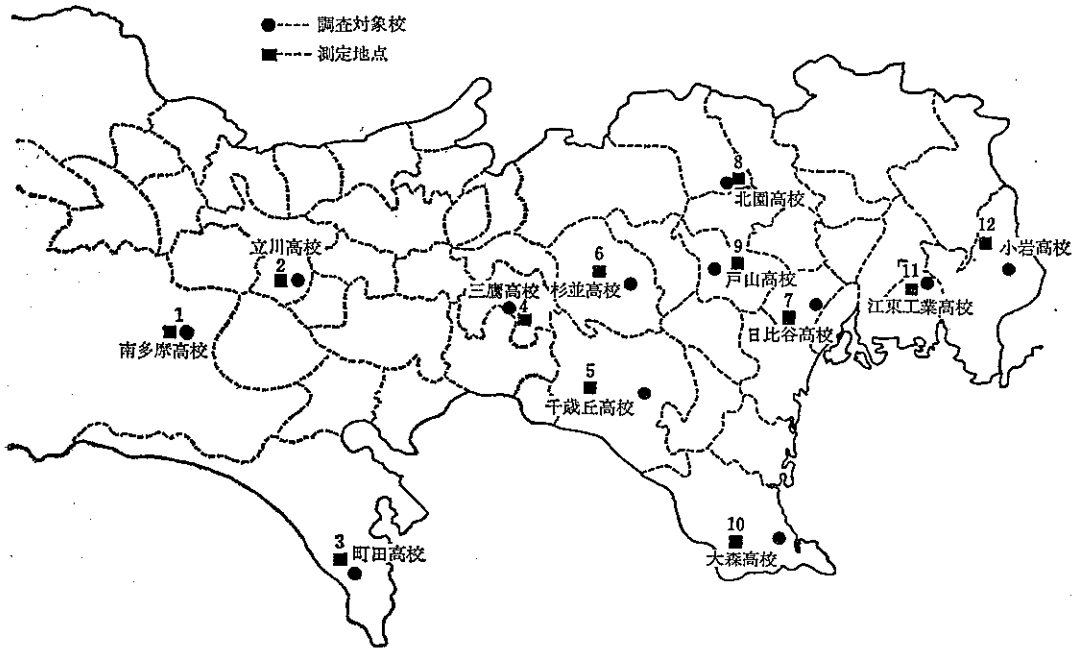 ●---- 調査対象校
■---- 測定地点
8
北園高校
12
小岩高校
立川高校
2
6
杉並高校
9
戸山高校
三鷹高校
4
11
江東工業高校
7
日比谷高校
1
南多摩高校
5
千歳丘高校
10
大森高校
3
町田高校